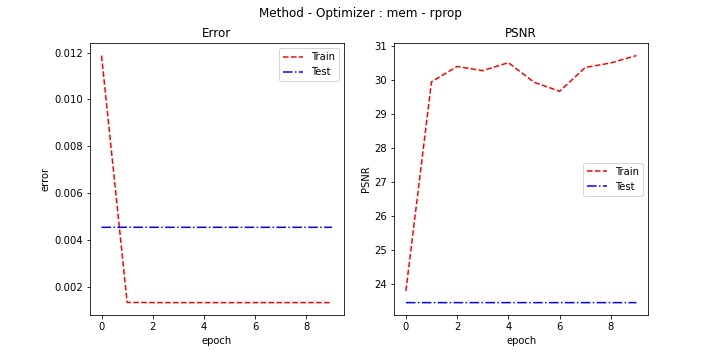 Method - Optimizer : mem - rprop
Error
0.012
0.010
0.008
0.006
0.004
0.002
error
0 2 4 6 8
epoch
Train
Test
PSNR
31
30
29
28
27
26
25
24
PSNR
0 2 4 6 8
epoch
Train
Test